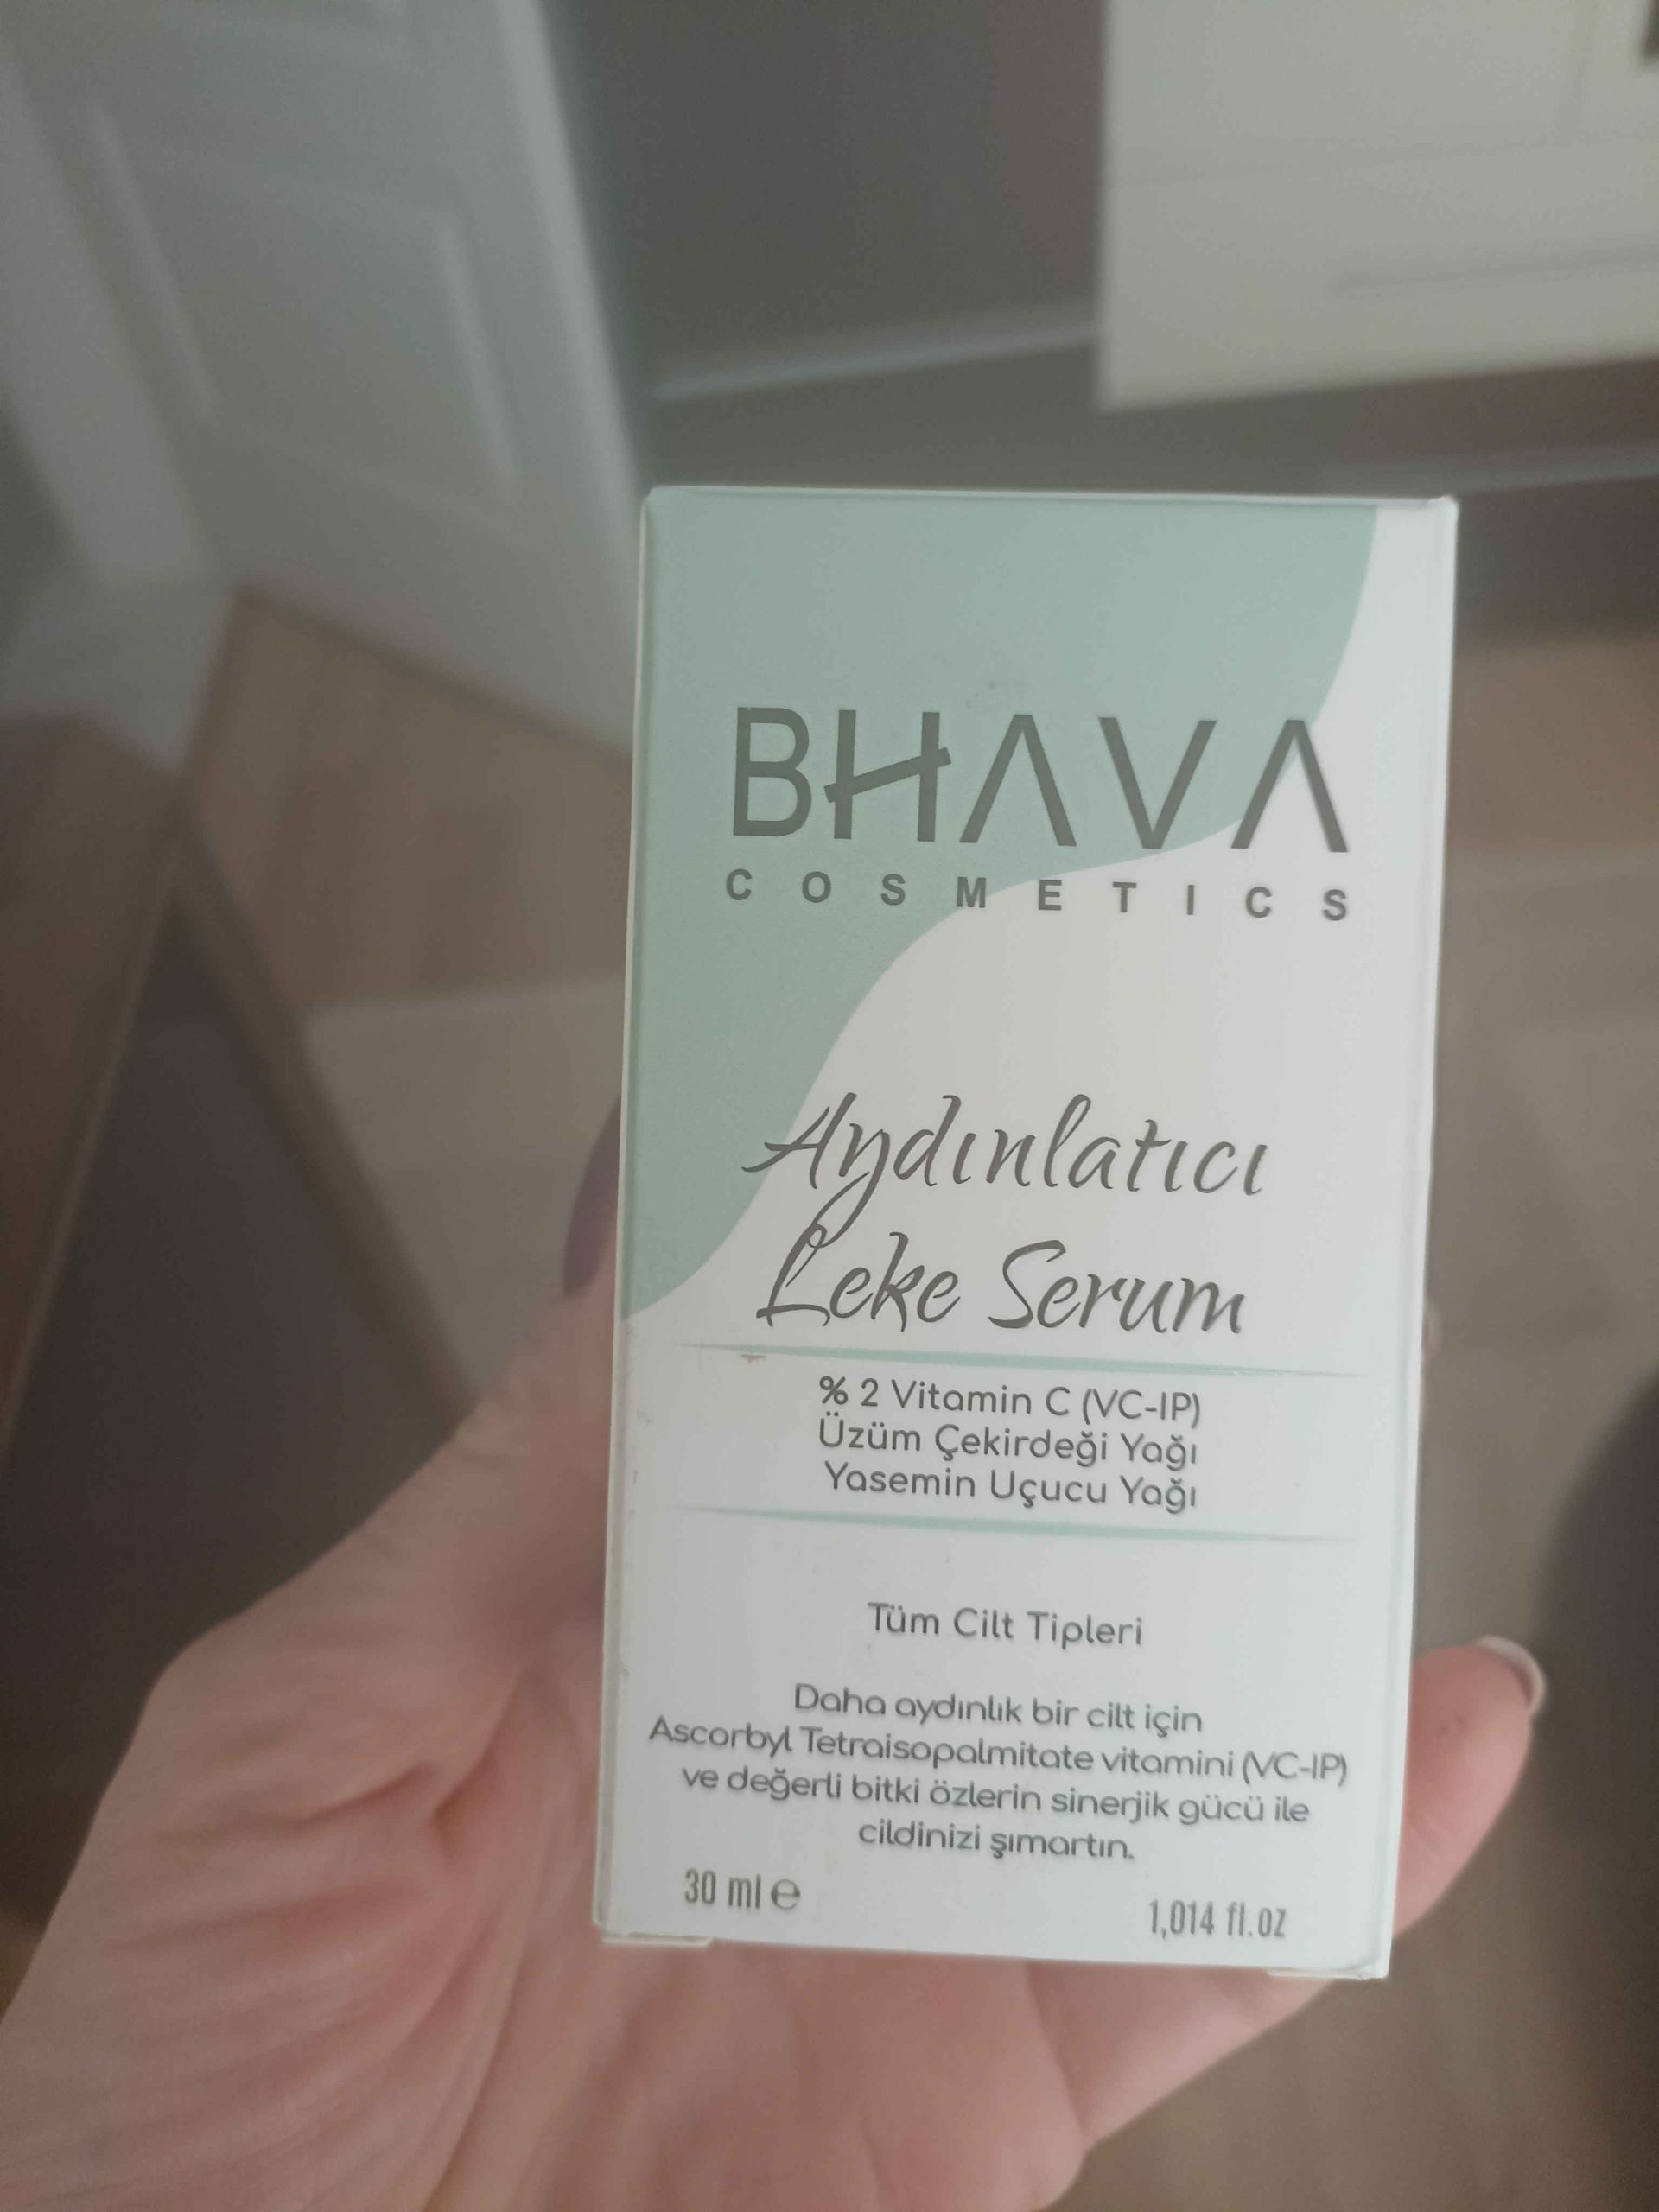 BHAVA
COSMETICS
Aydınlatıcı
Leke Serum
% 2 Vitamin C (VC-IP)
Üzüm Çekirdeği Yağı
Yasemin Uçucu Yağı
Tüm Cilt Tipleri
Daha aydınlık bir cilt için
Ascorbyl Tetraisopalmitate vitamini (VC-IP)
ve değerli bitki özlerin sinerjik gücü ile
cildinizi şımartın.
30 ml ℮
1,014 fl.oz